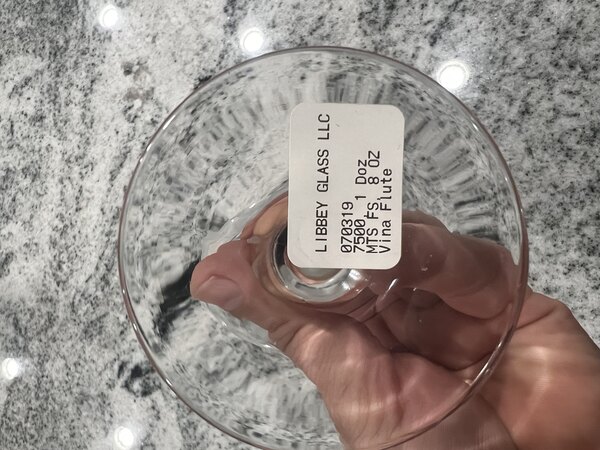 LIBBEY GLASS LLC
070319
7500, 1 Doz
MTS FS, 8 OZ
Vina Flute